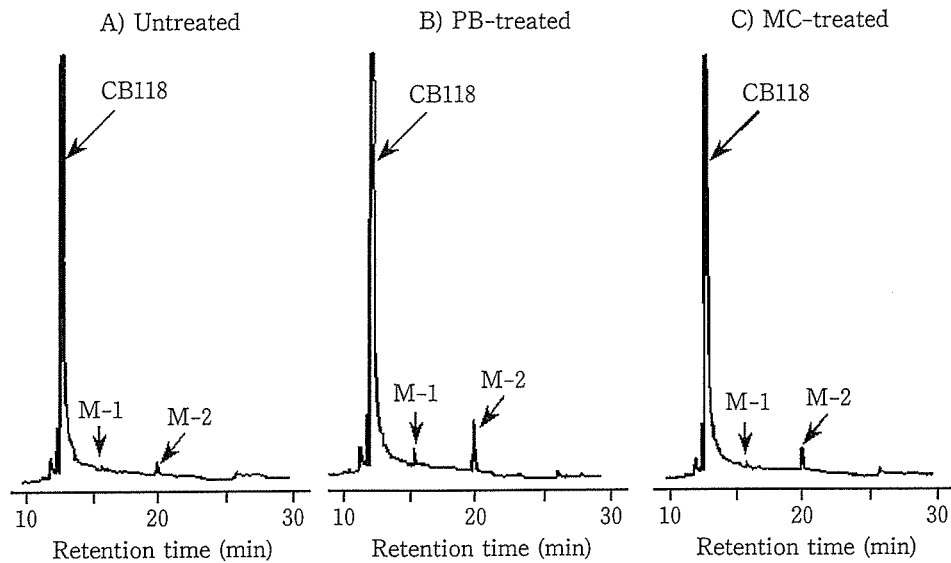 A) Untreated
CB118
M-1
M-2
10
20
30
Retention time (min)
B) PB-treated
CB118
M-1
M-2
10
20
30
Retention time (min)
C) MC-treated
CB118
M-1
M-2
10
20
30
Retention time (min)